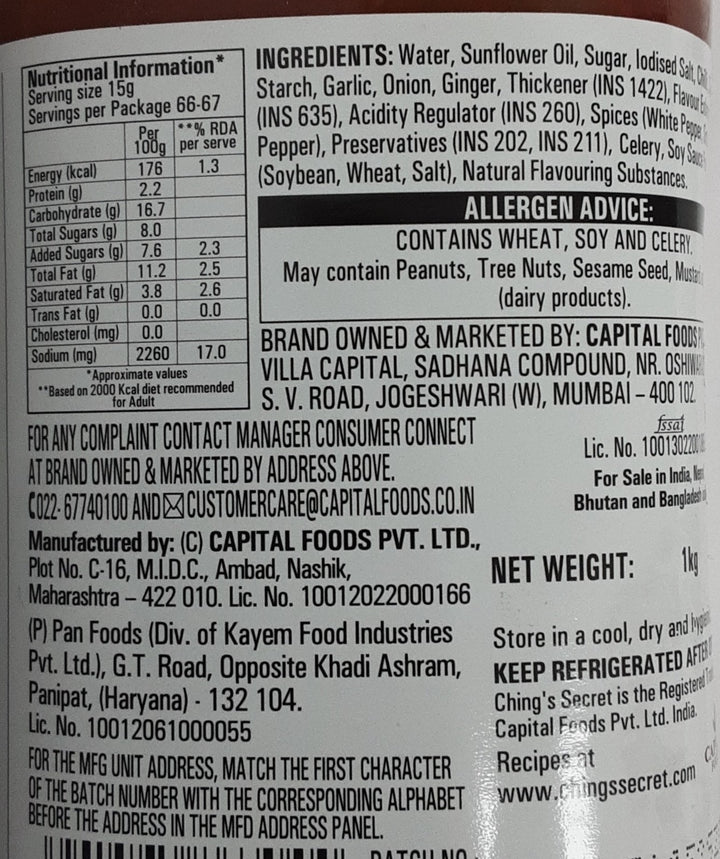 Nutritional Information*
Serving size 15g
Servings per Package 66-67
Per 100g **% RDA per serve
Energy (kcal) 176 1.3
Protein (g) 2.2
Carbohydrate (g) 16.7
Total Sugars (g) 8.0
Added Sugars (g) 7.6 2.3
Total Fat (g) 11.2 2.5
Saturated Fat (g) 3.8 2.6
Trans Fat (g) 0.0 0.0
Cholesterol (mg) 0.0
Sodium (mg) 2260 17.0
*Approximate values
**Based on 2000 Kcal diet recommended
for Adult
INGREDIENTS: Water, Sunflower Oil, Sugar, Iodised Salt,
Starch, Garlic, Onion, Ginger, Thickener (INS 1422), Flavour
(INS 635), Acidity Regulator (INS 260), Spices (White Pepper,
Pepper), Preservatives (INS 202, INS 211), Celery, Soy Sauce
(Soybean, Wheat, Salt), Natural Flavouring Substances.
ALLERGEN ADVICE:
CONTAINS WHEAT, SOY AND CELERY.
May contain Peanuts, Tree Nuts, Sesame Seed,
(dairy products).
BRAND OWNED & MARKETED BY: CAPITAL FOODS
VILLA CAPITAL, SADHANA COMPOUND, NR.
S. V. ROAD, JOGESHWARI (W), MUMBAI – 400 102.
fssai
Lic. No.
For Sale in India,
Bhutan and Bangladesh
FOR ANY COMPLAINT CONTACT MANAGER CONSUMER CONNECT
AT BRAND OWNED & MARKETED BY ADDRESS ABOVE.
022- 67740100 AND CUSTOMERCARE@CAPITALFOODS.CO.IN
Manufactured by: (C) CAPITAL FOODS PVT. LTD.,
Plot No. C-16, M.I.D.C., Ambad, Nashik,
Maharashtra – 422 010. Lic. No. 10012022000166
(P) Pan Foods (Div. of Kayem Food Industries
Pvt. Ltd.), G.T. Road, Opposite Khadi Ashram,
Panipat, (Haryana) - 132 104.
Lic. No. 10012061000055
FOR THE MFG UNIT ADDRESS, MATCH THE FIRST CHARACTER
OF THE BATCH NUMBER WITH THE CORRESPONDING ALPHABET
BEFORE THE ADDRESS IN THE MFD ADDRESS PANEL.
NET WEIGHT: 1kg
Store in a cool, dry and
KEEP REFRIGERATED AFTER
Ching's Secret is the Registered
Capital Foods Pvt. Ltd. India.
Recipes at
www.chingssecret.com
BATCH NO